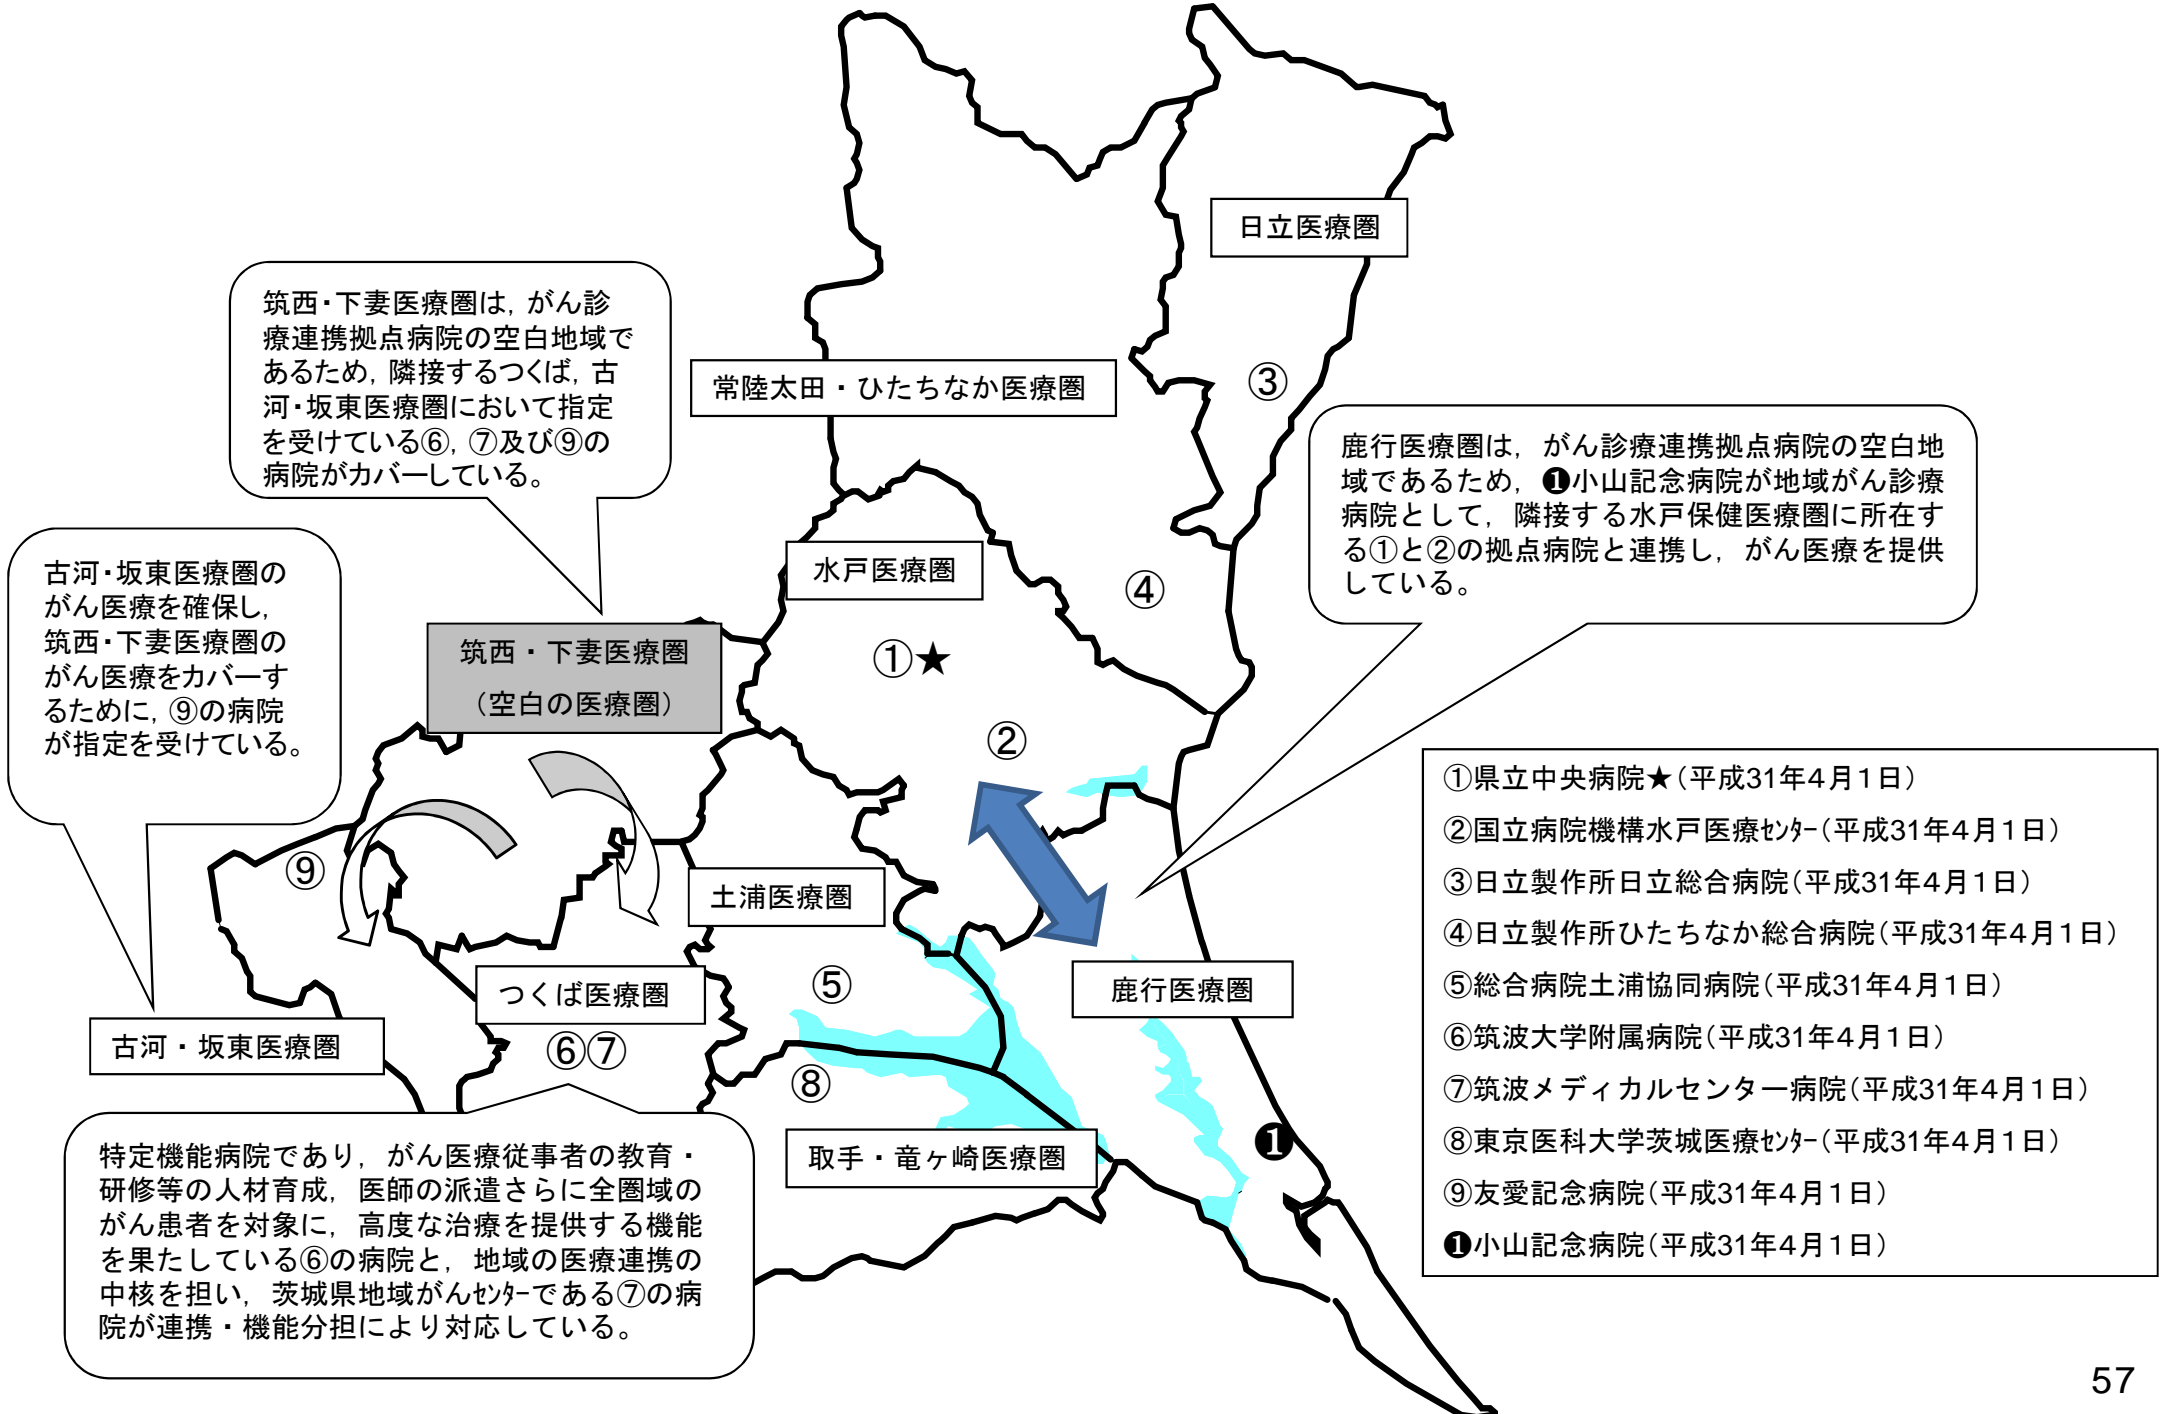 日立医療圏
筑西・下妻医療圏は，がん診
療連携拠点病院の空白地域で
あるため，隣接するつくば，古
河・坂東医療圏において指定
を受けている⑥，⑦及び⑨の
病院がカバーしている。
常陸太田・ひたちなか医療圏
③
鹿行医療圏は，がん診療連携拠点病院の空白地
域であるため，❶小山記念病院が地域がん診療
病院として，隣接する水戸保健医療圏に所在す
る①と②の拠点病院と連携し，がん医療を提供
している。
古河・坂東医療圏の
がん医療を確保し，
筑西・下妻医療圏の
がん医療をカバーす
るために，⑨の病院
が指定を受けている。
水戸医療圏
④
筑西・下妻医療圏
（空白の医療圏）
①★
②
⑨
土浦医療圏
つくば医療圏
⑤
鹿行医療圏
古河・坂東医療圏
⑥⑦
⑧
取手・竜ヶ崎医療圏
❶
特定機能病院であり，がん医療従事者の教育・
研修等の人材育成，医師の派遣さらに全圏域の
がん患者を対象に，高度な治療を提供する機能
を果たしている⑥の病院と，地域の医療連携の
中核を担い，茨城県地域がんｾﾝﾀｰである⑦の病
院が連携・機能分担により対応している。
①県立中央病院★（平成31年４月１日）
②国立病院機構水戸医療ｾﾝﾀｰ（平成31年４月１日）
③日立製作所日立総合病院（平成31年４月１日）
④日立製作所ひたちなか総合病院（平成31年４月１日）
⑤総合病院土浦協同病院（平成31年４月１日）
⑥筑波大学附属病院（平成31年４月１日）
⑦筑波メディカルセンター病院（平成31年４月１日）
⑧東京医科大学茨城医療ｾﾝﾀｰ（平成31年４月１日）
⑨友愛記念病院（平成31年４月１日）
❶小山記念病院（平成31年４月１日）
57